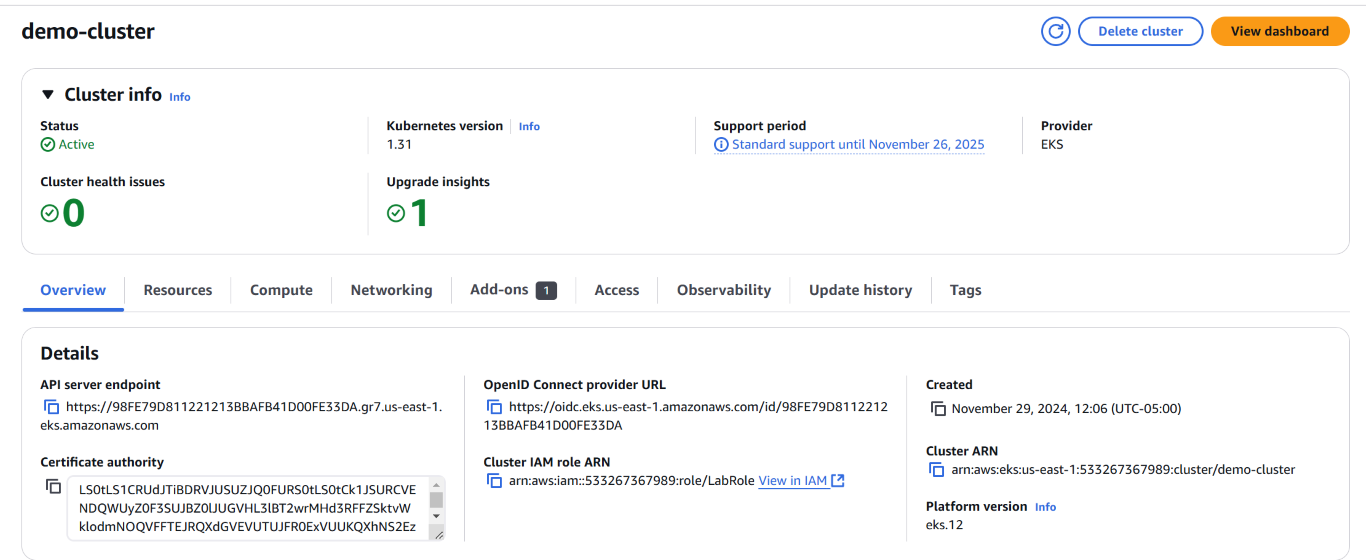 demo-cluster
Delete cluster
View dashboard
Cluster info Info
Status
Active
Kubernetes version Info
1.31
Support period
Standard support until November 26, 2025
Provider
EKS
Cluster health issues
0
Upgrade insights
1
Overview
Resources
Compute
Networking
Add-ons 1
Access
Observability
Update history
Tags
Details
API server endpoint
https://98FE79D811221213BBAFB41D00FE33DA.gr7.us-east-1.
eks.amazonaws.com
Certificate authority
LS0tLS1CRUdJTiBDRVJUSUZJQ0FURS0tLS0tCk1JSURCVE
NDQWUyZ0F3SUJBZ0lJUGVHL3lBT2wrMHd3RFFZSktvW
klodmNOQVFFTEJRQXdGVEVUTUJFR0ExVUUKQXhNS2Ez
OpenID Connect provider URL
https://oidc.eks.us-east-1.amazonaws.com/id/98FE79D8112212
13BBAFB41D00FE33DA
Cluster IAM role ARN
arn:aws:iam::533267367989:role/LabRole View in IAM
Created
November 29, 2024, 12:06 (UTC-05:00)
Cluster ARN
arn:aws:eks:us-east-1:533267367989:cluster/demo-cluster
Platform version Info
eks.12